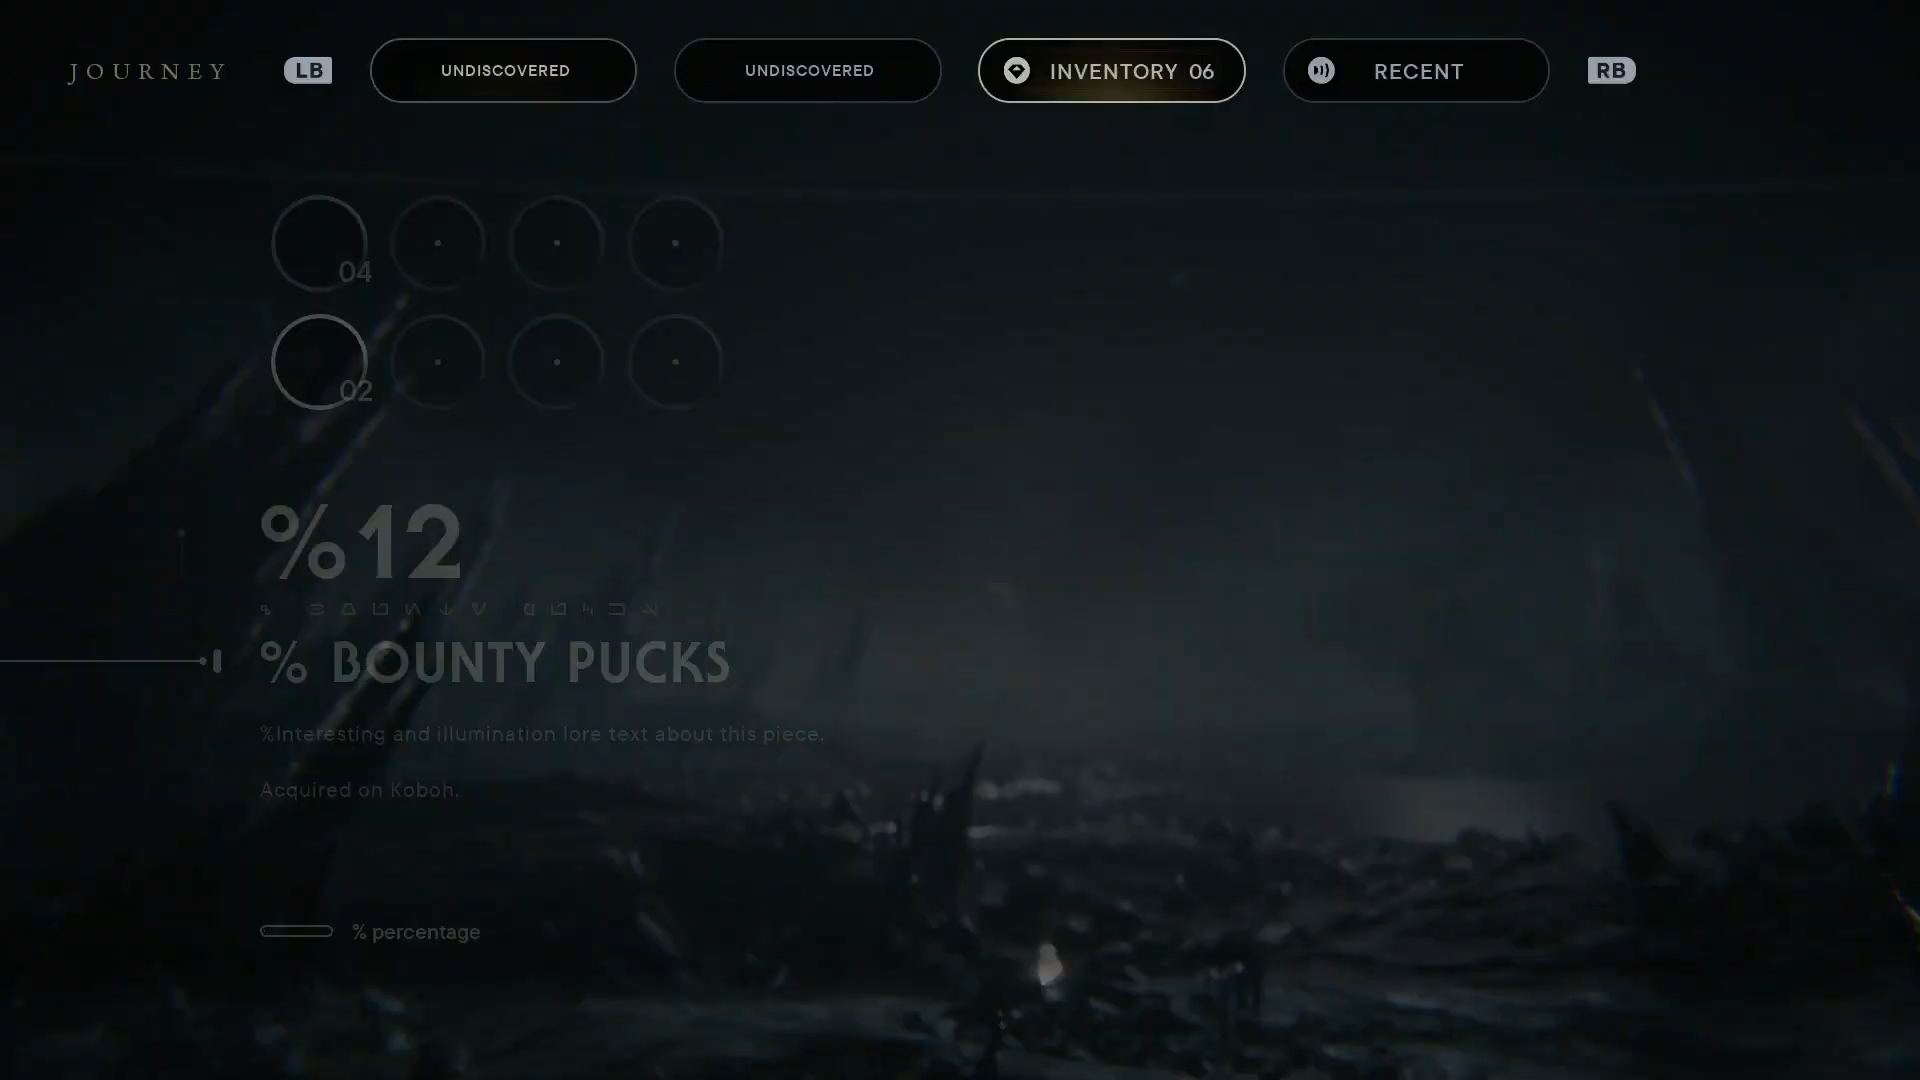 JOURNEY LB UNDISCOVERED UNDISCOVERED INVENTORY 06 RECENT RB
04
02
%12
% BOUNTY PUCKS
%Interesting and illumination lore text about this piece.
Acquired on Koboh.
% percentage